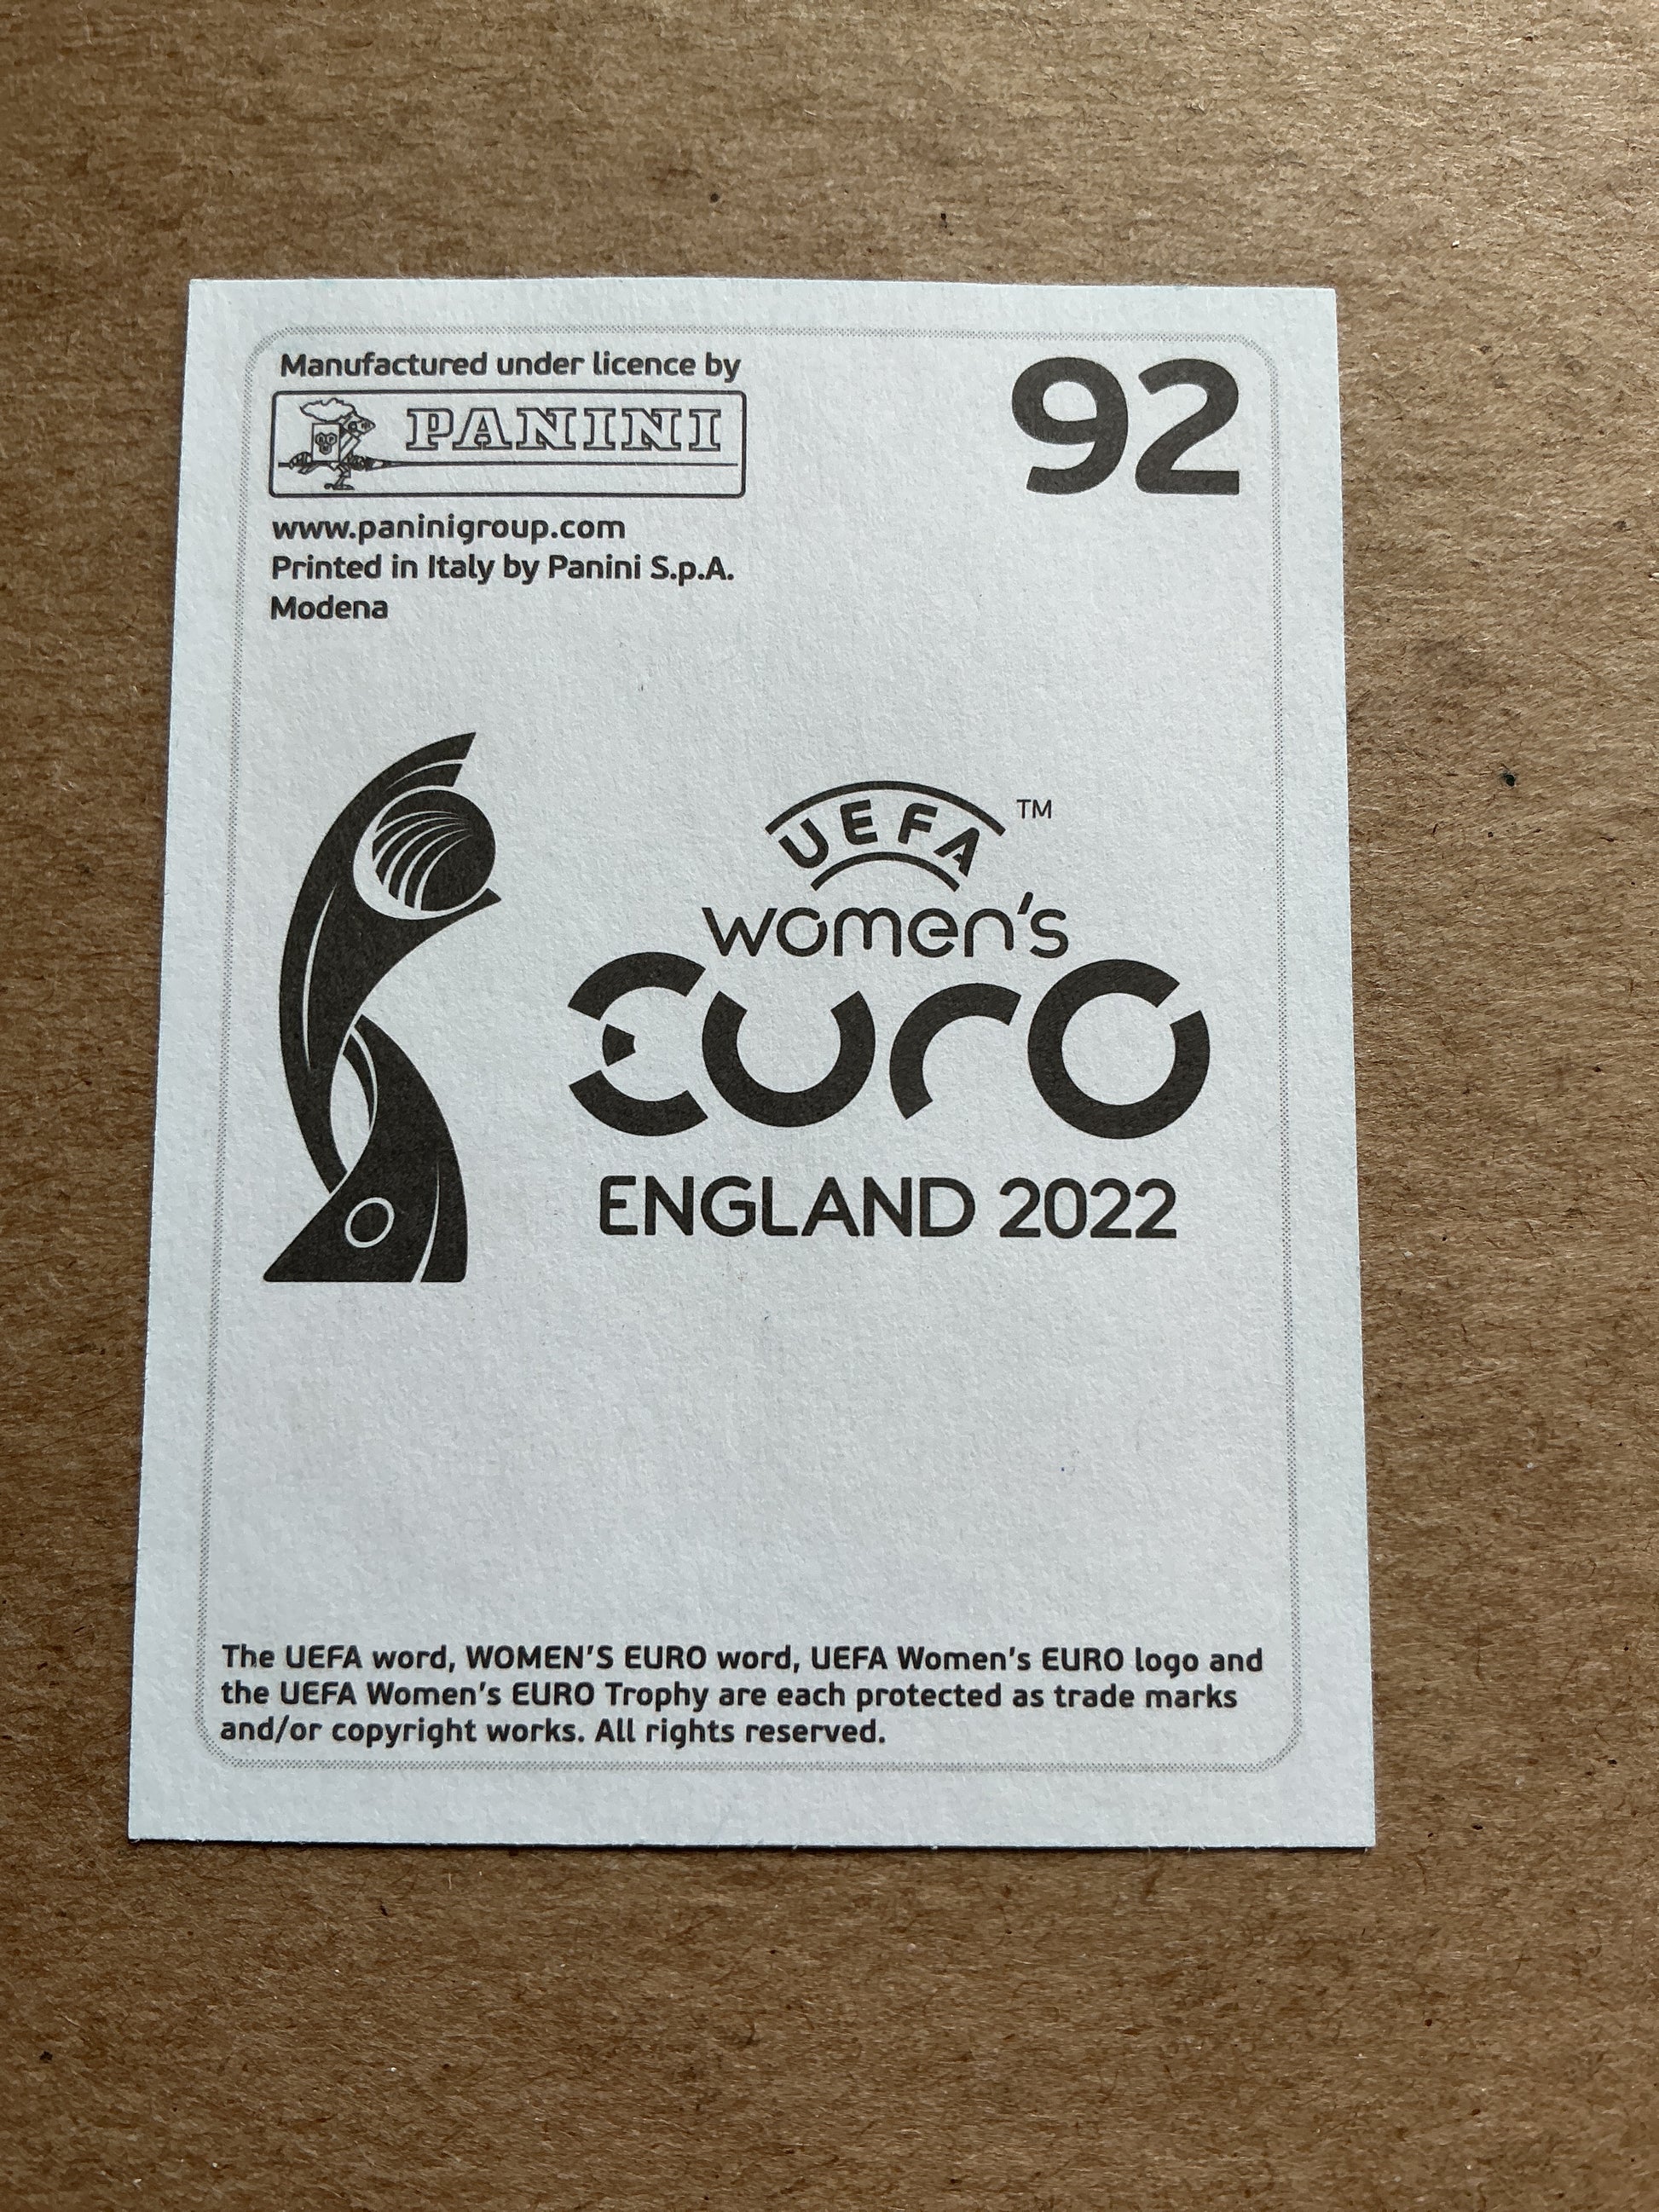 Manufactured under licence by
PANINI
92
www.paninigroup.com
Printed in Italy by Panini S.p.A.
Modena
UEFA ™
women's
EURO
ENGLAND 2022
The UEFA word, WOMEN'S EURO word, UEFA Women's EURO logo and
the UEFA Women's EURO Trophy are each protected as trade marks
and/or copyright works. All rights reserved.